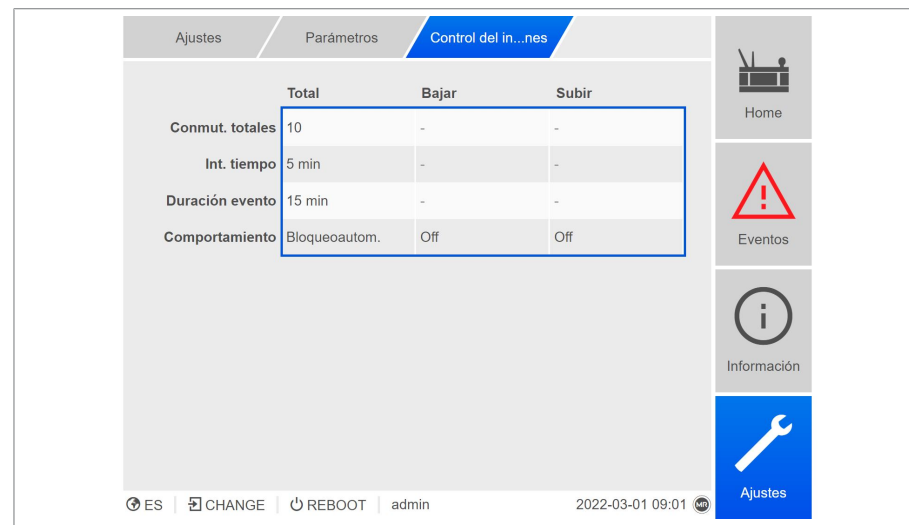 Ajustes Parámetros Control del in...nes
Total Bajar Subir
Conmut. totales 10 - -
Int. tiempo 5 min - -
Duración evento 15 min - -
Comportamiento Bloqueoautom. Off Off
Home
Eventos
Información
Ajustes
ES CHANGE REBOOT admin 2022-03-01 09:01 MR